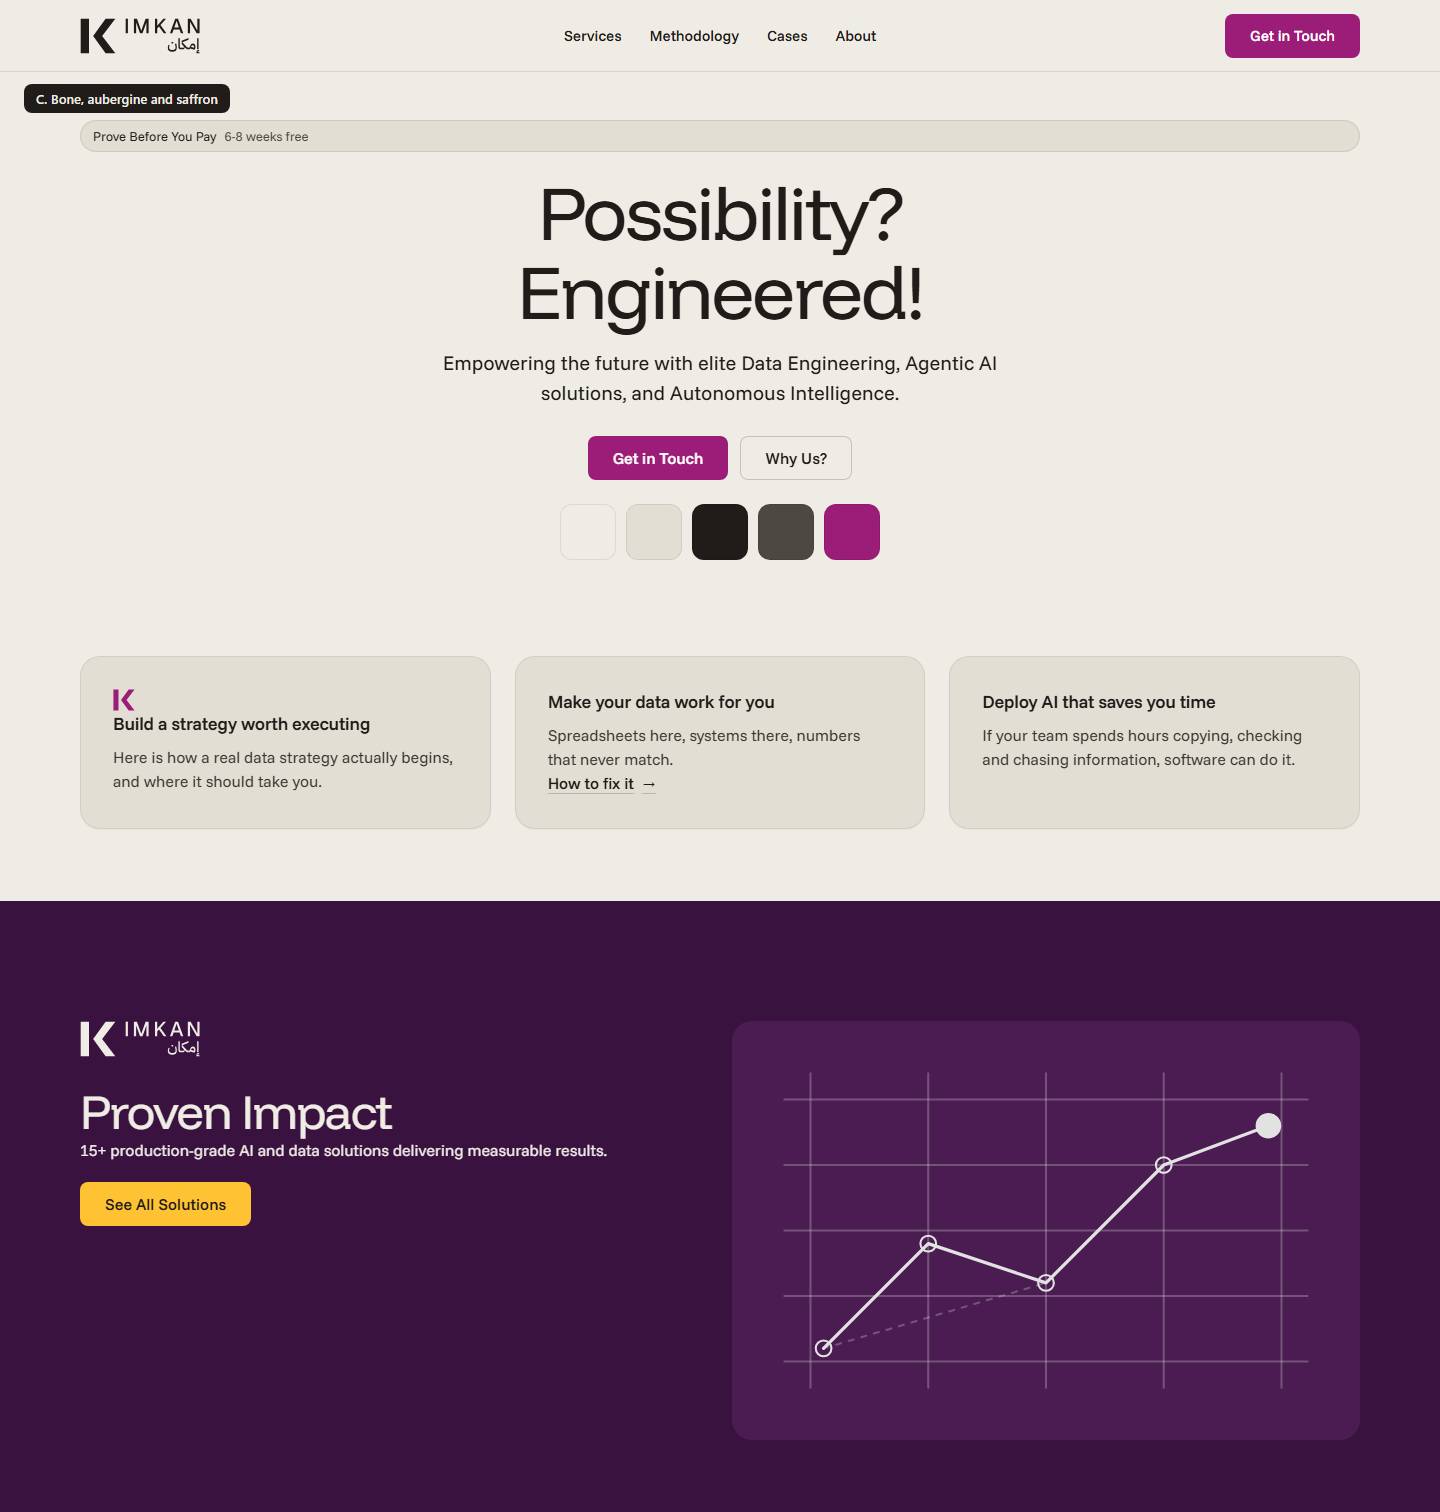 IMKAN
إمكان
Services Methodology Cases About
Get in Touch
C. Bone, aubergine and saffron
Prove Before You Pay 6-8 weeks free
Possibility?
Engineered!
Empowering the future with elite Data Engineering, Agentic AI
solutions, and Autonomous Intelligence.
Get in Touch
Why Us?
Build a strategy worth executing
Here is how a real data strategy actually begins,
and where it should take you.
Make your data work for you
Spreadsheets here, systems there, numbers
that never match.
How to fix it →
Deploy AI that saves you time
If your team spends hours copying, checking
and chasing information, software can do it.
IMKAN
إمكان
Proven Impact
15+ production-grade AI and data solutions delivering measurable results.
See All Solutions